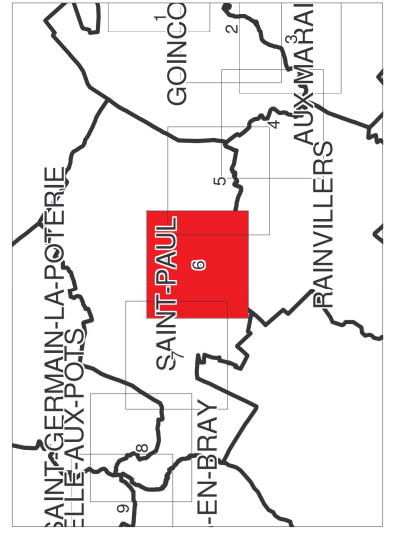 SAINT-GERMAIN-LA-POTERIE
ELLE-AUX-POTS
SAINT-PAUL
GOINCO
AUX-MARAI
RAINVILLERS
-EN-BRAY
1
2
3
4
5
6
7
8
9